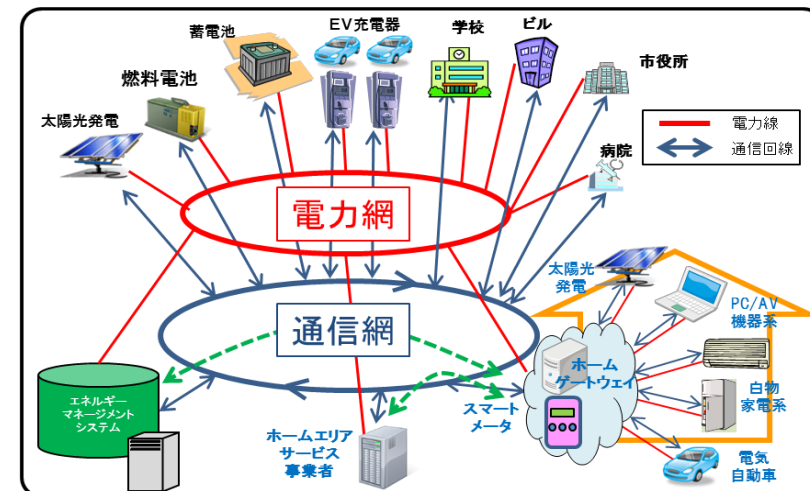 EV充電器
学校
ビル
蓄電池
市役所
燃料電池
太陽光発電
電力線
通信回線
病院
電力網
太陽光
発電
PC/AV
機器系
通信網
ホーム
ゲートウェイ
白物
家電系
エネルギー
マネージメント
システム
スマート
メータ
ホームエリア
サービス
事業者
電気
自動車